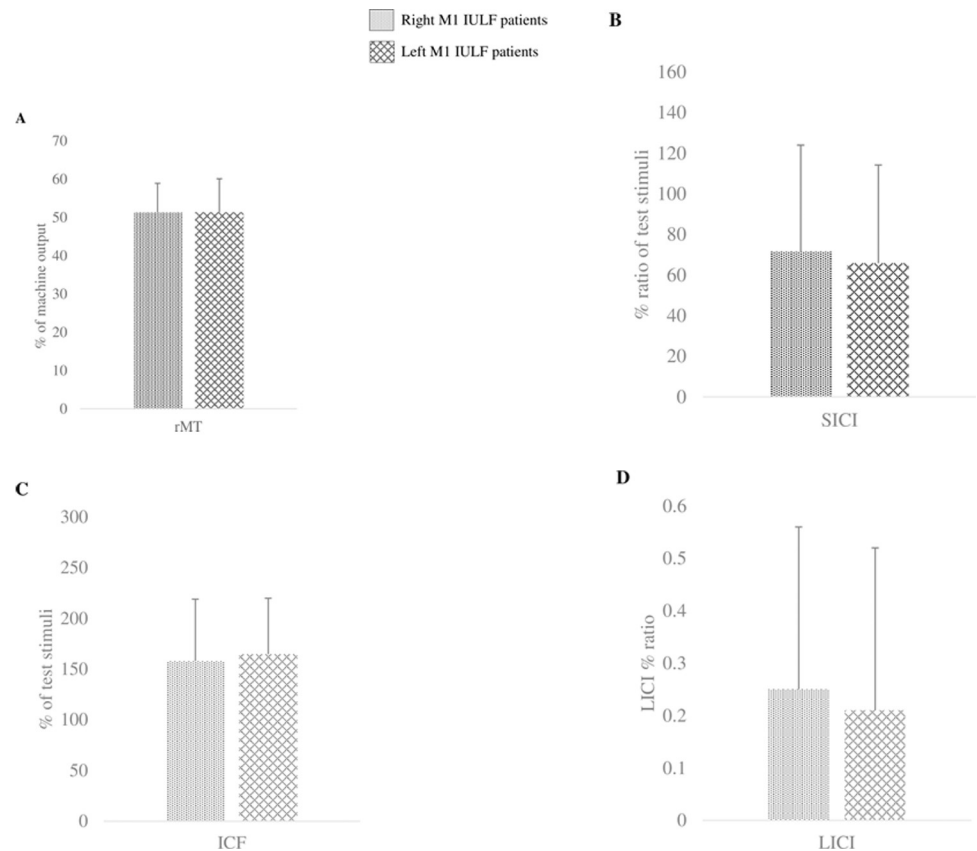 Right M1 IULF patients
Left M1 IULF patients
A
70
60
50
40
30
20
10
0
% of machine output
rMT
B
160
140
120
100
80
60
40
20
0
% ratio of test stimuli
SICI
C
300
250
200
150
100
50
0
% of test stimuli
ICF
D
0.6
0.5
0.4
0.3
0.2
0.1
0
LICI % ratio
LICI